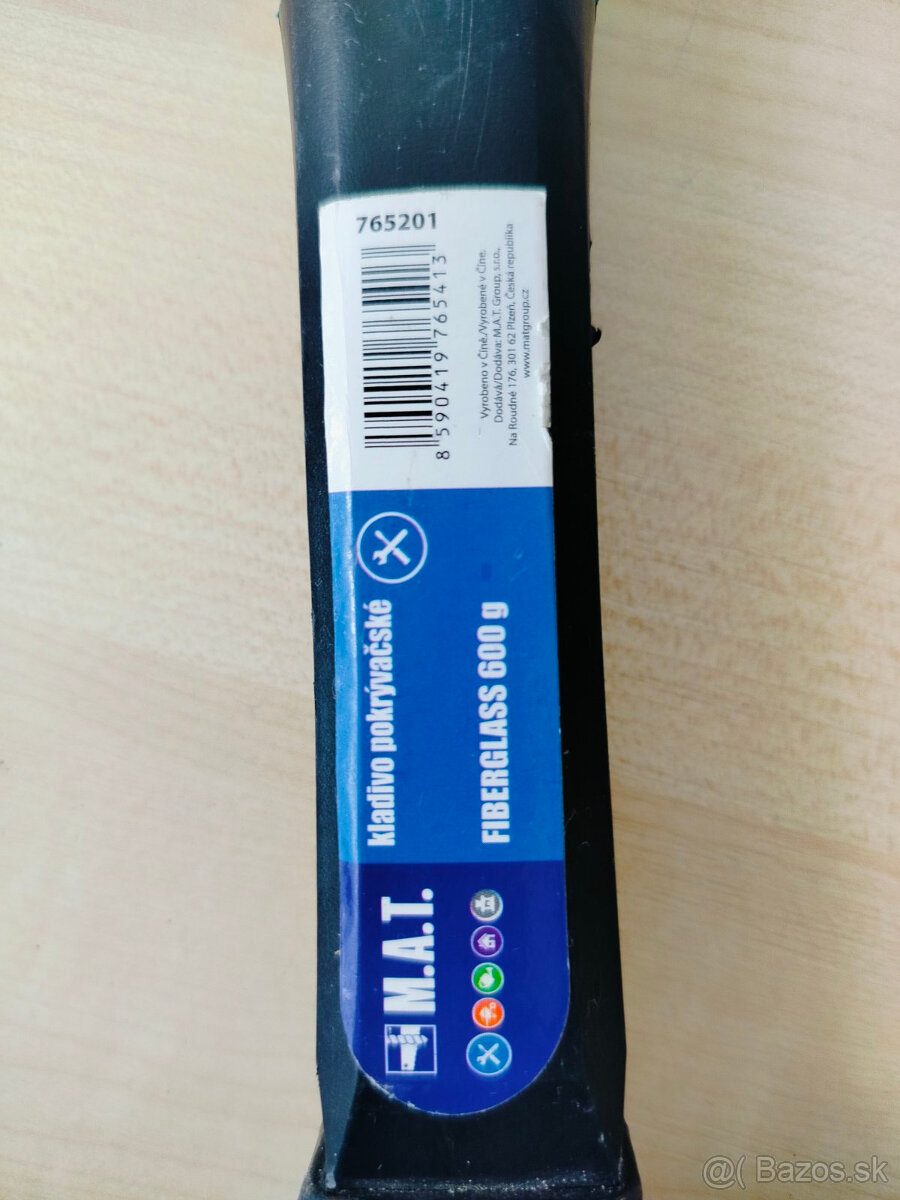 M.A.T.
kladivo pokrývačské
FIBERGLASS 600 g
765201
8 590419 765413
Vyrobeno v Číně./Vyrobené v Číne.
Dodává/Dodáva: M.A.T. Group, s.r.o.,
Na Roudné 176, 301 62 Plzeň, Česká republika
www.matgroup.cz
@( Bazos.sk